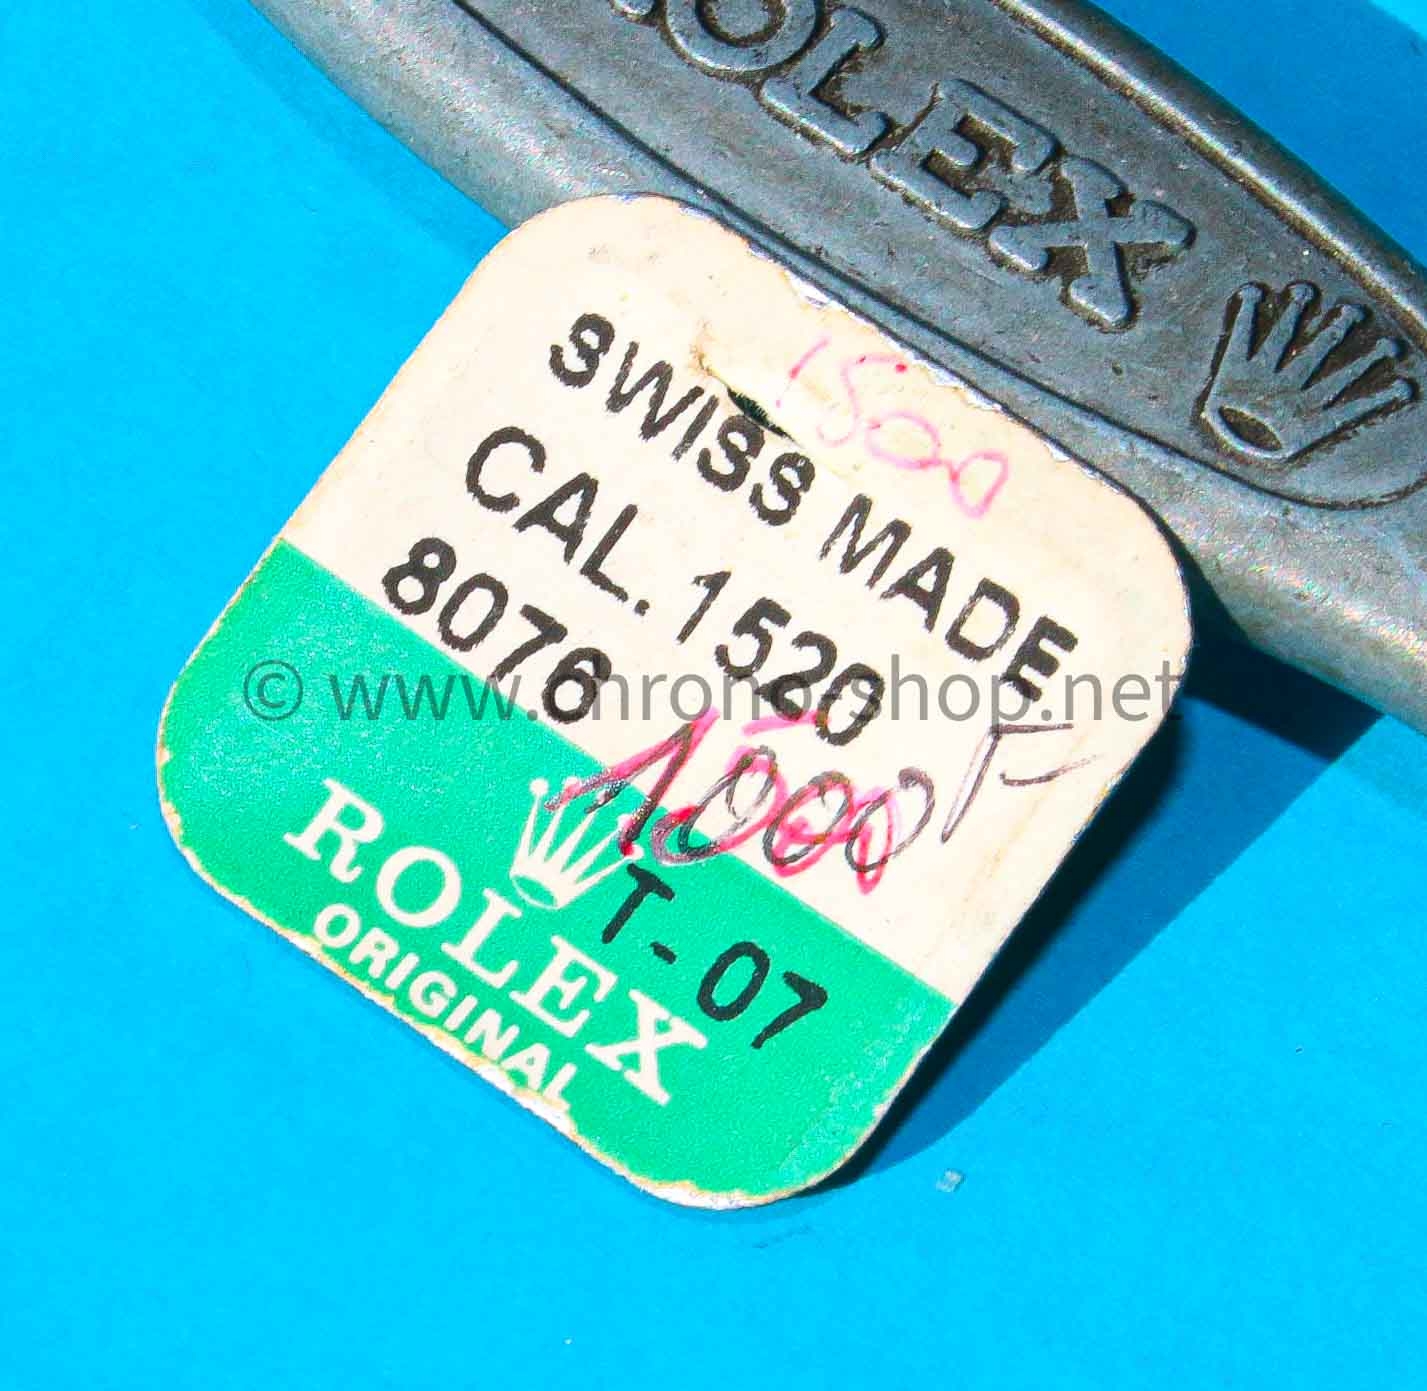 ROLEX
1500
SWISS MADE
CAL. 1520
8076
© www.chrono-shop.net
1000 F
T-07
ROLEX
ORIGINAL